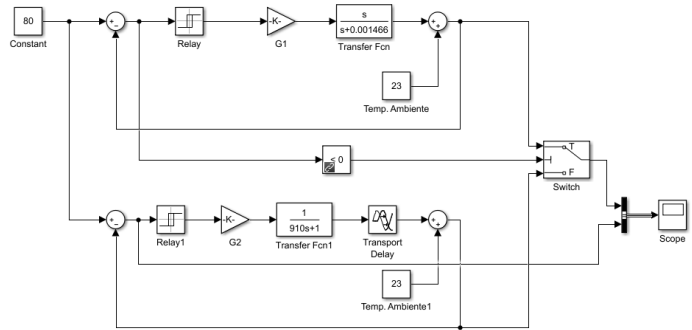 80
Constant
+
−
Relay
-K-
G1
s
s+0.001466
Transfer Fcn
+
+
23
Temp. Ambiente
≤ 0
T
F
Switch
+
−
Relay1
-K-
G2
1
910s+1
Transfer Fcn1
Transport
Delay
+
+
23
Temp. Ambiente1
Scope